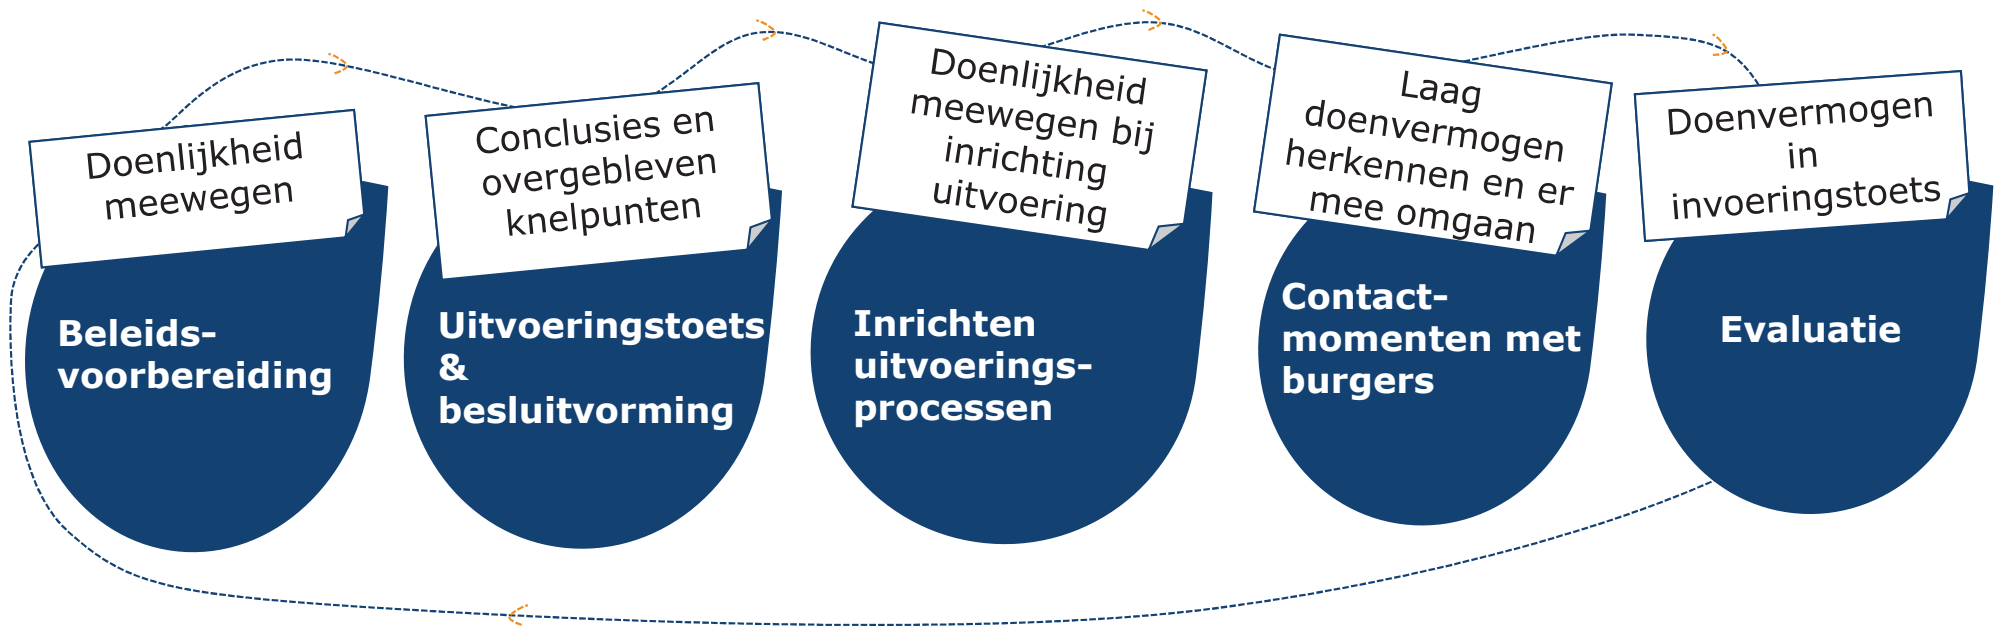 Doenlijkheid
meewegen
Beleids-
voorbereiding
Conclusies en
overgebleven
knelpunten
Uitvoeringstoets
&
besluitvorming
Doenlijkheid
meewegen bij
inrichting
uitvoering
Inrichten
uitvoerings-
processen
Laag
doenvermogen
herkennen en er
mee omgaan
Contact-
momenten met
burgers
Doenvermogen
in
invoeringstoets
Evaluatie